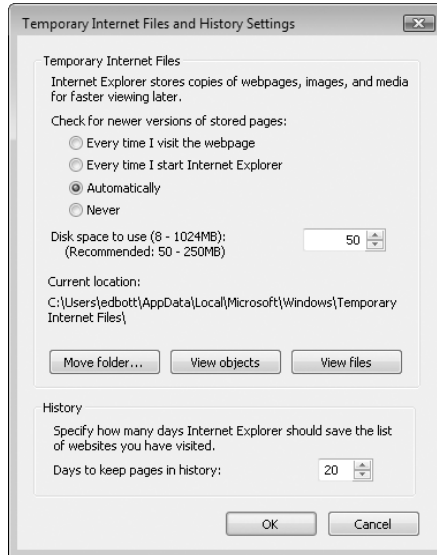 Temporary Internet Files and History Settings
Temporary Internet Files
Internet Explorer stores copies of webpages, images, and media
for faster viewing later.
Check for newer versions of stored pages:
Every time I visit the webpage
Every time I start Internet Explorer
Automatically
Never
Disk space to use (8 - 1024MB): 50
(Recommended: 50 - 250MB)
Current location:
C:\Users\edbott\AppData\Local\Microsoft\Windows\Temporary
Internet Files\
Move folder... View objects View files
History
Specify how many days Internet Explorer should save the list
of websites you have visited.
Days to keep pages in history: 20
OK Cancel